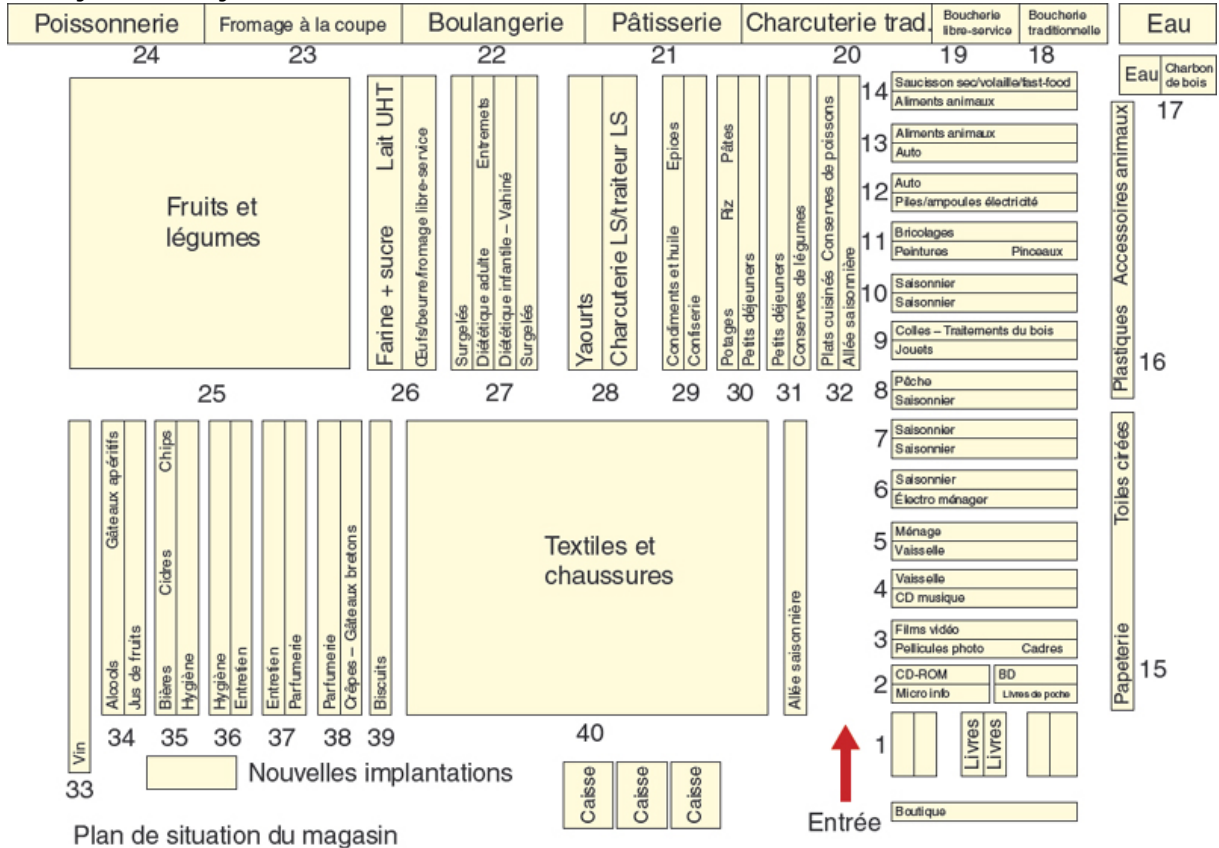 Poissonnerie
Fromage à la coupe
Boulangerie
Pâtisserie
Charcuterie trad.
Boucherie
libre-service
Boucherie
traditionnelle
Eau
24
23
22
21
20
19
18
Eau
Charbon
de bois
17
Fruits et
légumes
25
Farine + sucre Lait UHT
Œufs/beurre/fromage libre-service
26
Surgelés
Diététique adulte Entremets
Diététique infantile – Vahiné
Surgelés
27
Yaourts
Charcuterie LS/traiteur LS
28
Condiments et huile Epices
Confiserie
29
Potages Riz Pâtes
Petits déjeuners
30
Petits déjeuners
Conserves de légumes
31
Plats cuisinés Conserves de poissons
Allée saisonnière
32
14
Saucisson sec/volaille/fast-food
Aliments animaux
13
Aliments animaux
Auto
12
Auto
Piles/ampoules électricité
11
Bricolages
Peintures Pinceaux
10
Saisonnier
Saisonnier
9
Colles – Traitements du bois
Jouets
8
Pêche
Saisonnier
7
Saisonnier
Saisonnier
6
Saisonnier
Électro ménager
5
Ménage
Vaisselle
4
Vaisselle
CD musique
3
Films vidéo
Pellicules photo Cadres
2
CD-ROM
Micro info
BD
Livres de poche
1
Livres
Livres
Boutique
Plastiques Accessoires animaux
16
Papeterie Toiles cirées
15
Vin
33
Alcools Gâteaux apéritifs
Jus de fruits
34
Bières Cidres Chips
Hygiène
35
Hygiène
Entretien
36
Entretien
Parfumerie
37
Parfumerie
Crêpes – Gâteaux bretons
38
Biscuits
39
Textiles et
chaussures
40
Allée saisonnière
Nouvelles implantations
Caisse
Caisse
Caisse
Entrée
Plan de situation du magasin